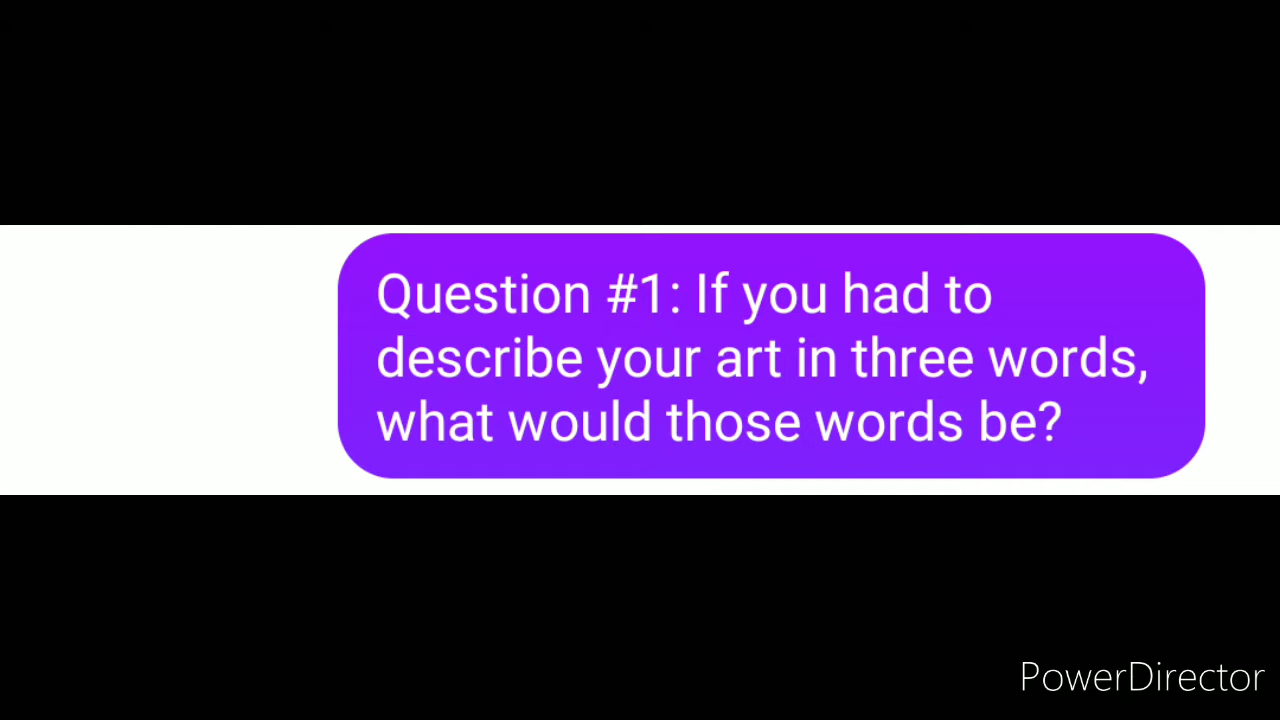 Question #1: If you had to
describe your art in three words,
what would those words be?
PowerDirector